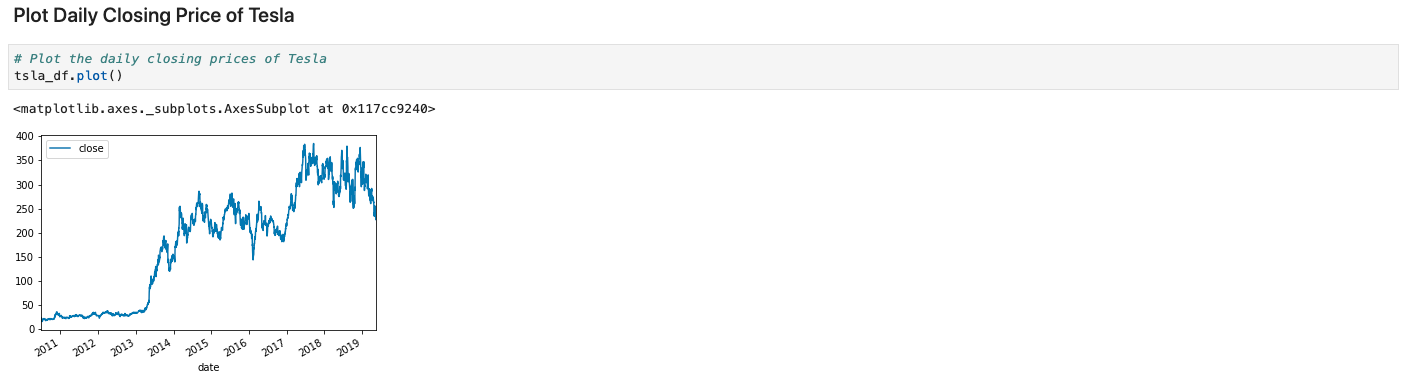 Plot Daily Closing Price of Tesla
# Plot the daily closing prices of Tesla
tsla_df.plot()
<matplotlib.axes._subplots.AxesSubplot at 0x117cc9240>
400
close
350
300
250
200
150
100
50
0
2011 2012 2013 2014 2015 2016 2017 2018 2019
date